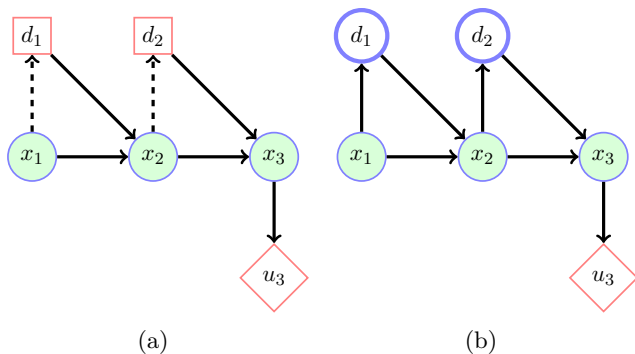 d₁ d₂ d₁ d₂
x₁ x₂ x₃ x₁ x₂ x₃
u₃ u₃
(a) (b)